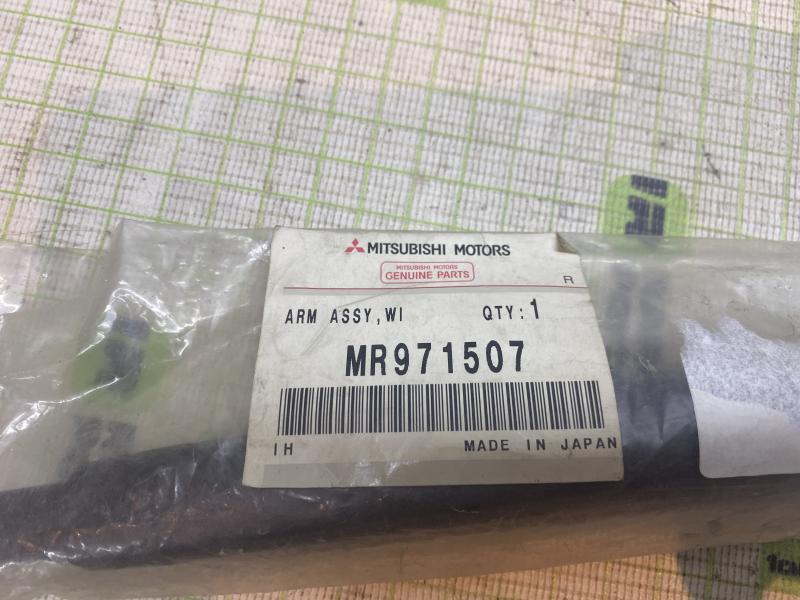 MITSUBISHI MOTORS
MITSUBISHI MOTORS
GENUINE PARTS
R
ARM ASSY,WI QTY:1
MR971507
IH MADE IN JAPAN